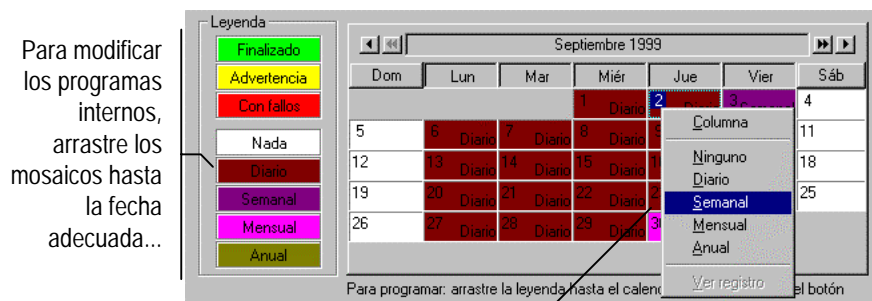 Para modificar
los programas
internos,
arrastre los
mosaicos hasta
la fecha
adecuada...
Leyenda
Finalizado
Advertencia
Con fallos
Nada
Diario
Semanal
Mensual
Anual
Septiembre 1999
Dom Lun Mar Miér Jue Vier Sáb
1 Diario 2 Diario 3 Semanal 4
5 6 Diario 7 Diario 8 Diario 9 11
12 13 Diario 14 Diario 15 Diario 18
19 20 Diario 21 Diario 22 Diario 25
26 27 Diario 28 Diario 29 Diario
Columna
Ninguno
Diario
Semanal
Mensual
Anual
Ver registro
Para programar: arrastre la leyenda hasta el el botón